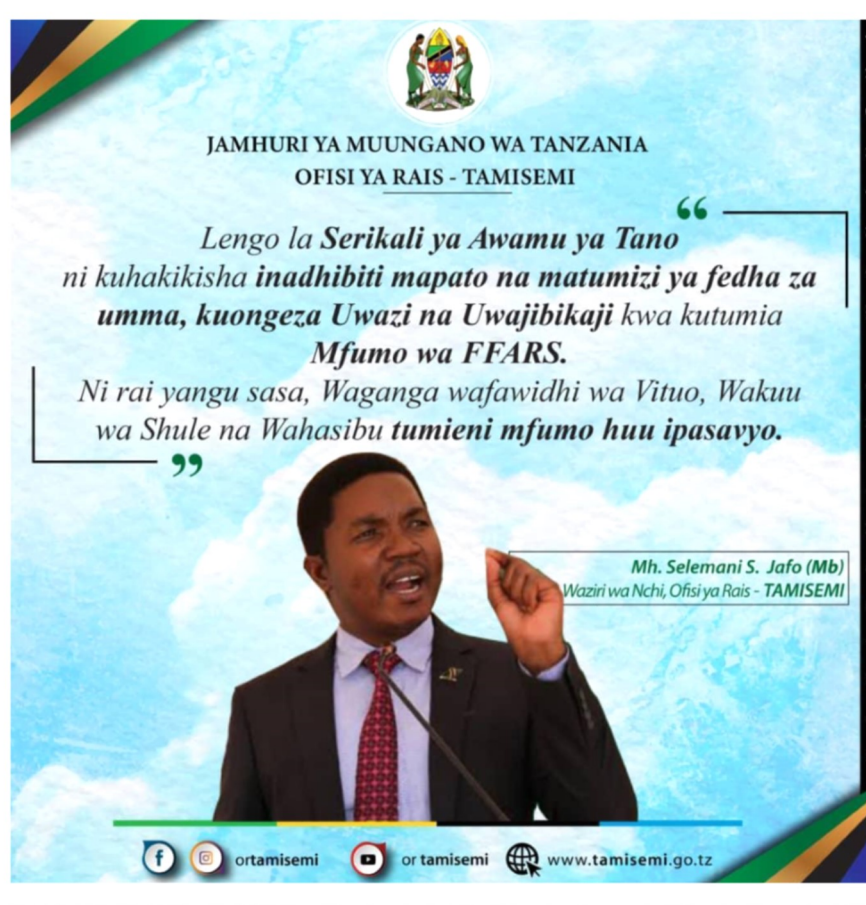 JAMHURI YA MUUNGANO WA TANZANIA
OFISI YA RAIS - TAMISEMI
“
Lengo la Serikali ya Awamu ya Tano
ni kuhakikisha inadhibiti mapato na matumizi ya fedha za
umma, kuongeza Uwazi na Uwajibikaji kwa kutumia
Mfumo wa FFARS.
Ni rai yangu sasa, Waganga wafawidhi wa Vituo, Wakuu
wa Shule na Wahasibu tumieni mfumo huu ipasavyo.
”
Mh. Selemani S. Jafo (Mb)
Waziri wa Nchi, Ofisi ya Rais - TAMISEMI
ortamisemi
or tamisemi
www.tamisemi.go.tz